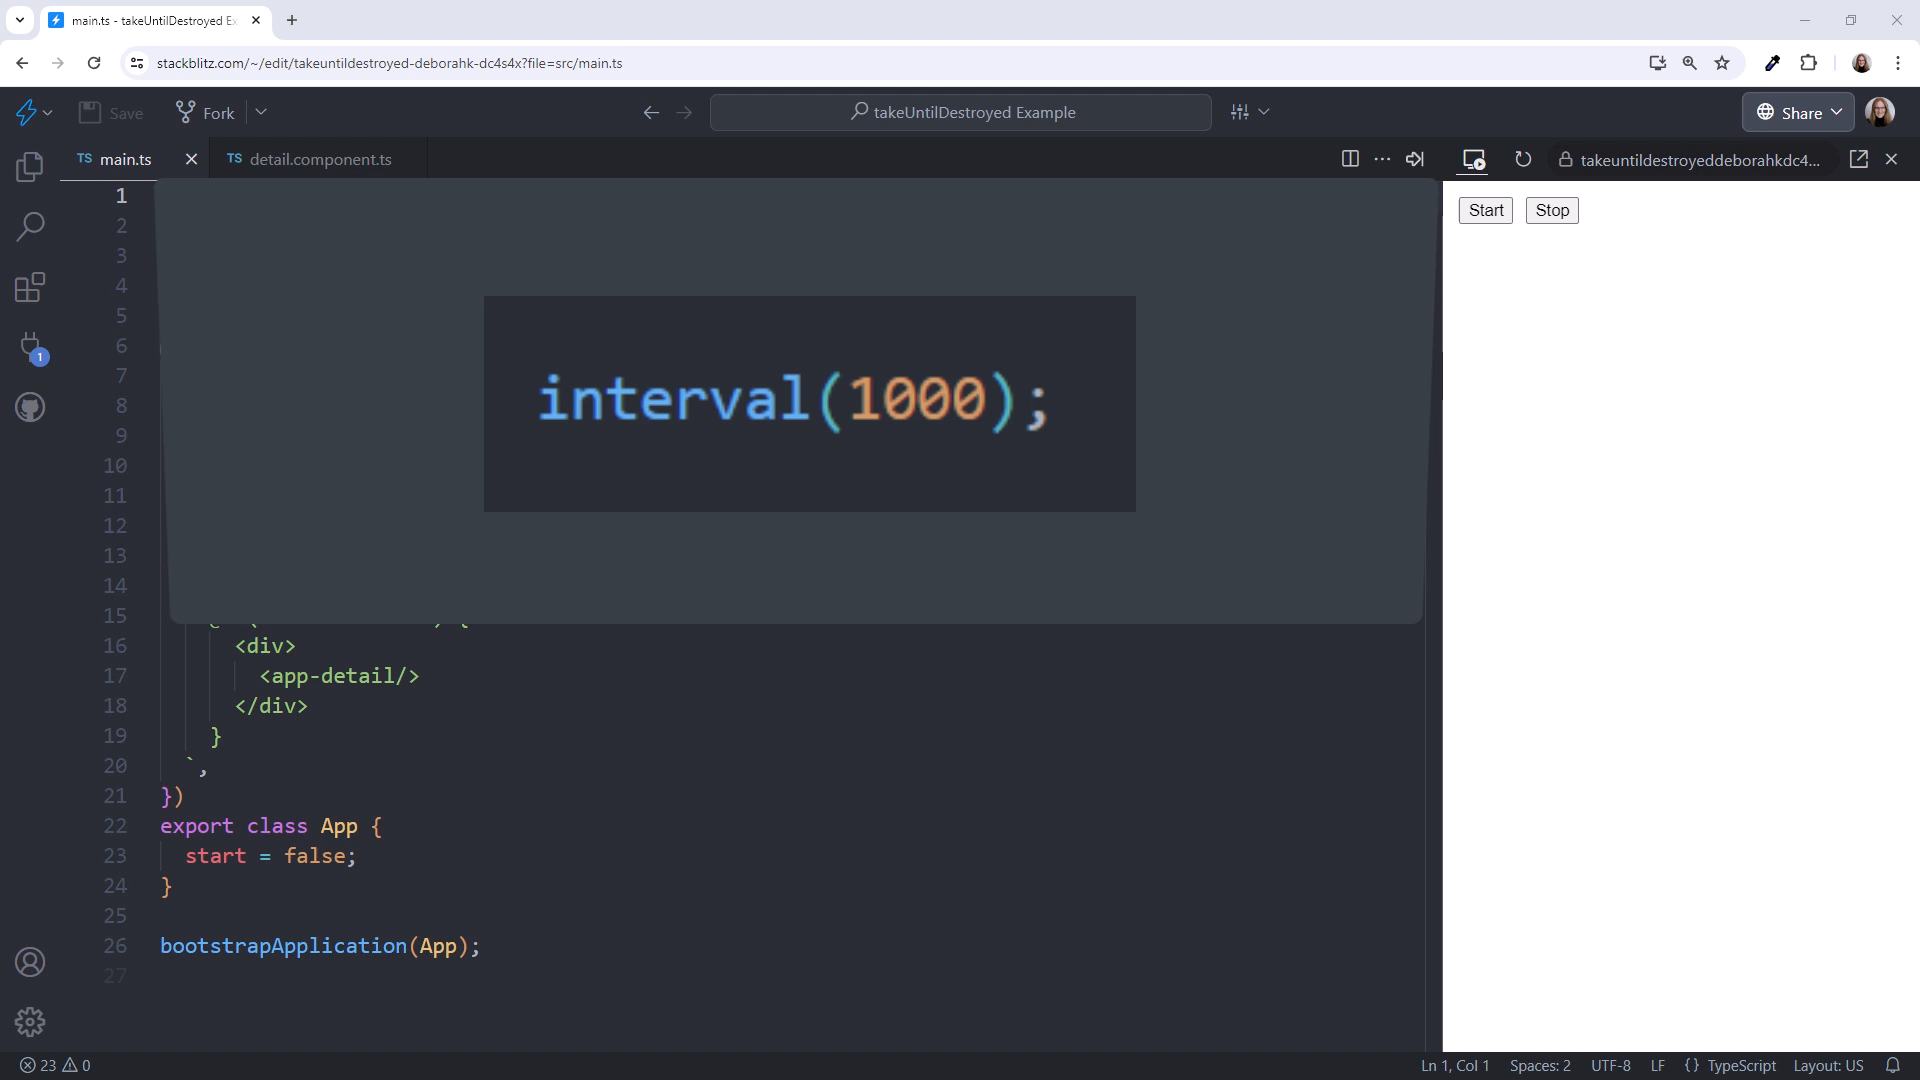 main.ts - takeUntilDestroyed Ex
stackblitz.com/~/edit/takeuntildestroyed-deborahk-dc4s4x?file=src/main.ts
Save
Fork
takeUntilDestroyed Example
Share
TS main.ts
TS detail.component.ts
takeuntildestroyeddeborahkdc4...
Start
Stop
1
2
3
4
5
6
7
8
9
10
11
12
13
14
15
interval(1000);
1
16 <div>
17 <app-detail/>
18 </div>
19 }
20 `,
21 })
22 export class App {
23 start = false;
24 }
25
26 bootstrapApplication(App);
27
23
0
Ln 1, Col 1
Spaces: 2
UTF-8
LF
{} TypeScript
Layout: US